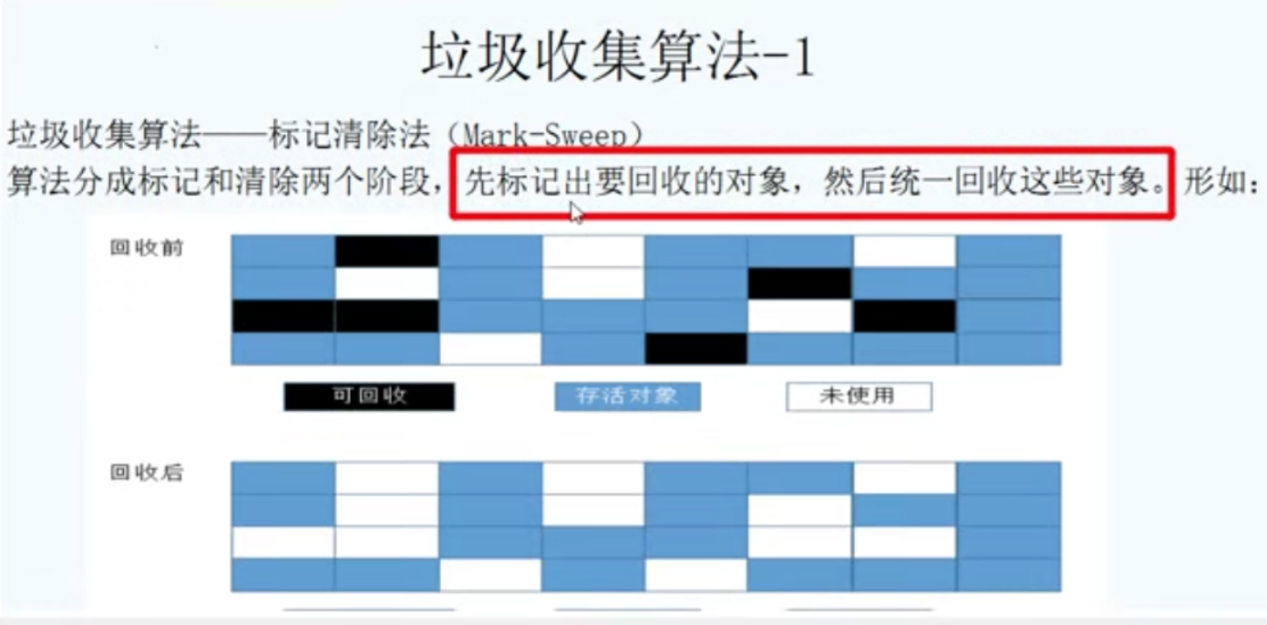 垃圾收集算法-1
垃圾收集算法——标记清除法（Mark-Sweep）
算法分成标记和清除两个阶段，先标记出要回收的对象，然后统一回收这些对象。形如：
回收前
可回收 存活对象 未使用
回收后